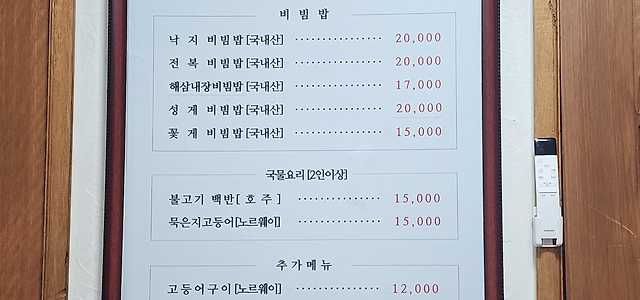 비 빔 밥
낙 지 비빔밥[국내산] ················ 20,000
전 복 비빔밥[국내산] ················ 20,000
해삼내장비빔밥[국내산] ················ 17,000
성 게 비빔밥[국내산] ················ 20,000
꽃 게 비빔밥[국내산] ················ 15,000
국물요리[2인이상]
불고기 백반[ 호 주 ] ··············· 15,000
묵은지고등어[노르웨이] ··············· 15,000
추가메뉴
고등어구이[노르웨이] ··············· 12,000